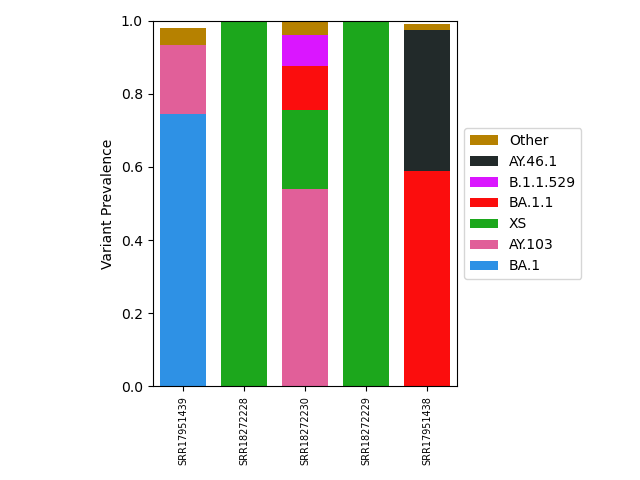 1.0
0.8
0.6
0.4
0.2
0.0
Variant Prevalence
SRR17951439
SRR18272228
SRR18272230
SRR18272229
SRR17951438
Other
AY.46.1
B.1.1.529
BA.1.1
XS
AY.103
BA.1